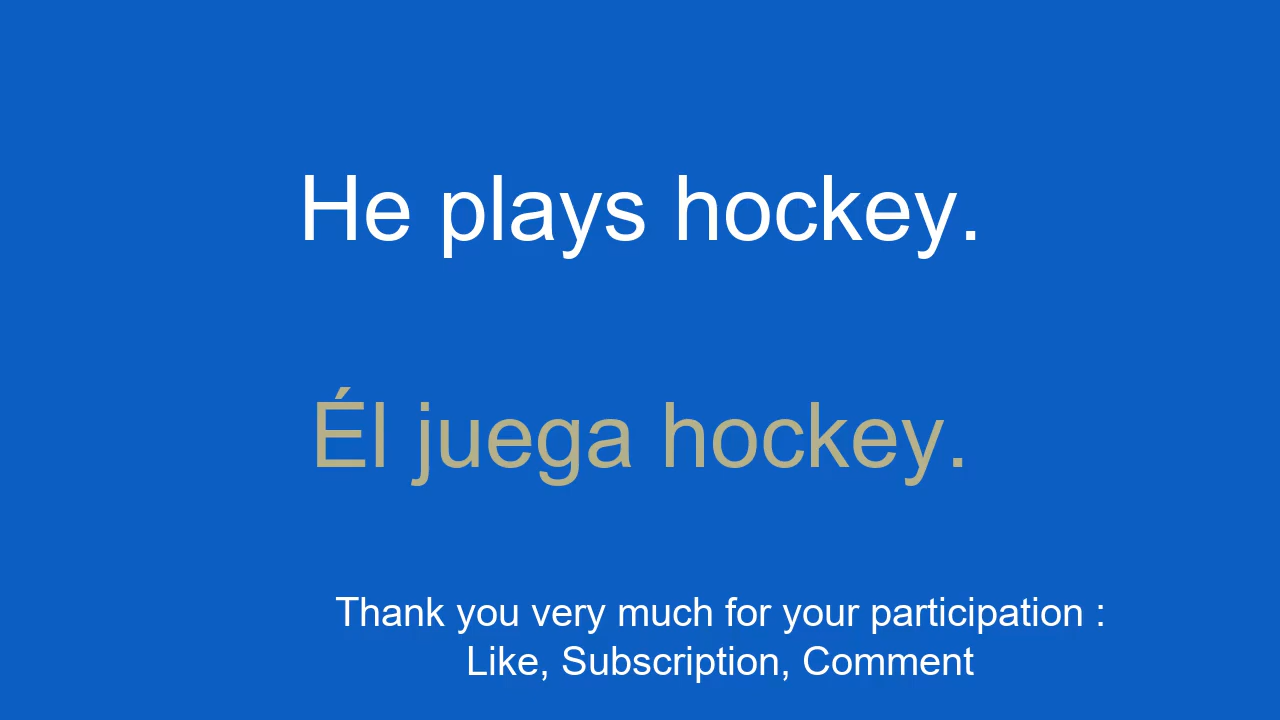 He plays hockey.
Él juega hockey.
Thank you very much for your participation :
Like, Subscription, Comment